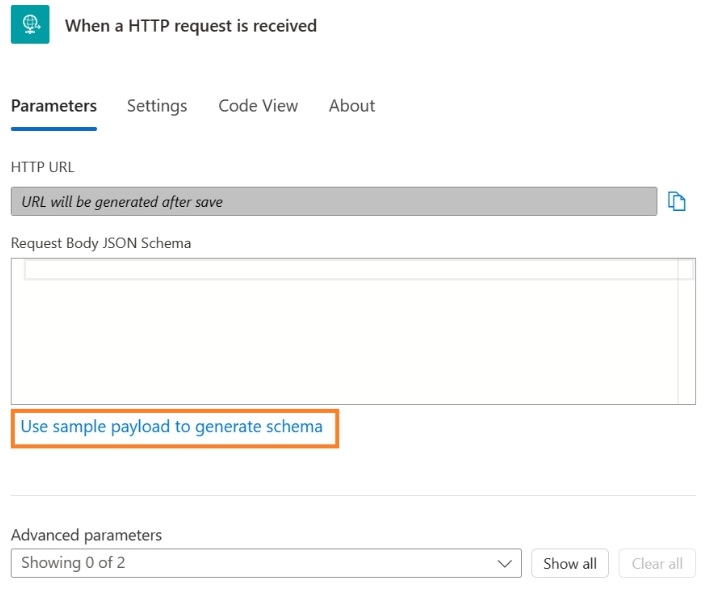 When a HTTP request is received
Parameters Settings Code View About
HTTP URL
URL will be generated after save
Request Body JSON Schema
Use sample payload to generate schema
Advanced parameters
Showing 0 of 2 Show all Clear all